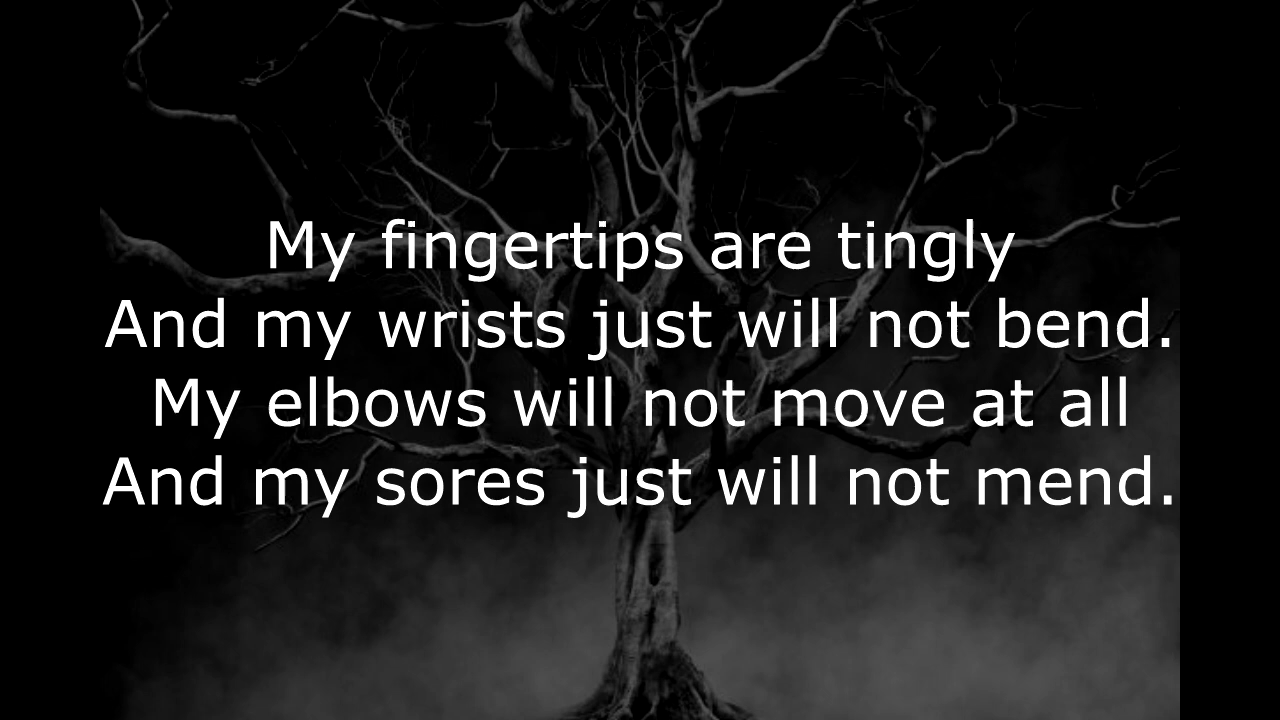 My fingertips are tingly
And my wrists just will not bend.
My elbows will not move at all
And my sores just will not mend.